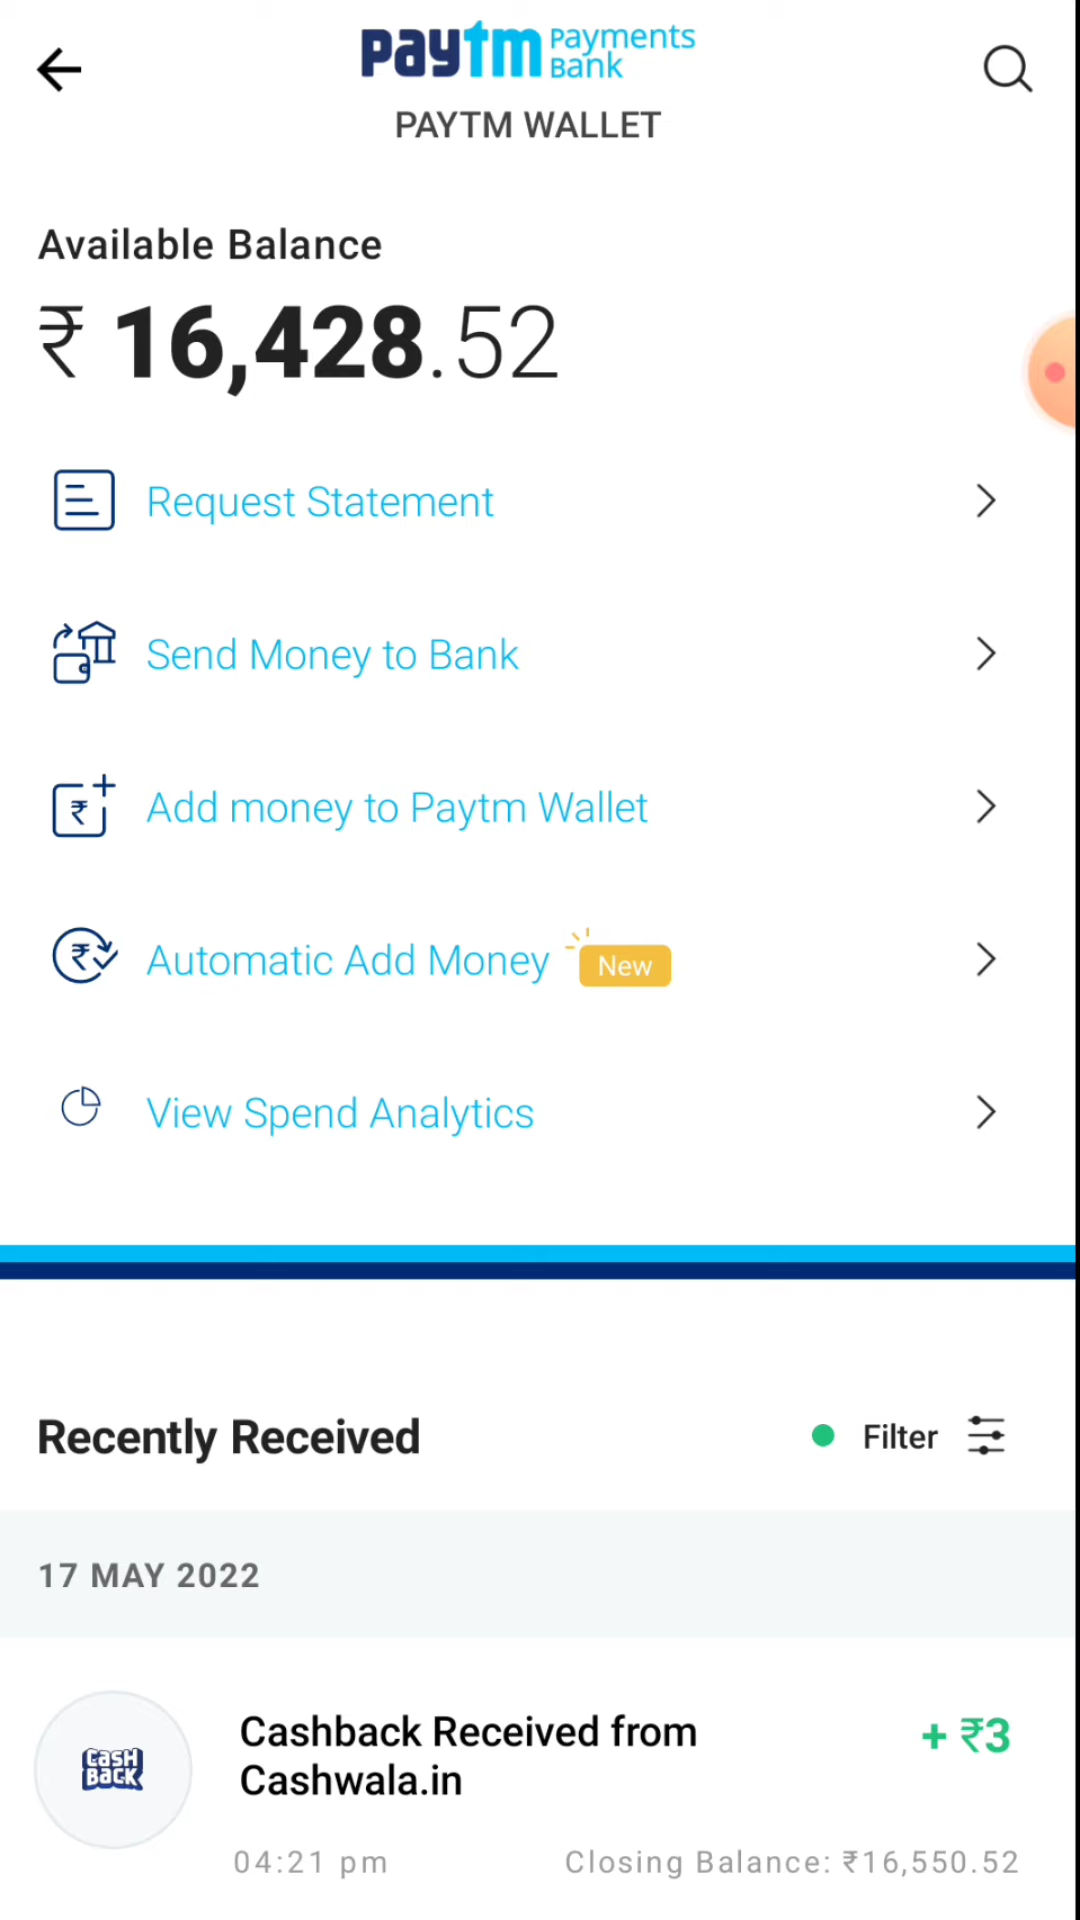 paytm Payments Bank
PAYTM WALLET
Available Balance
₹ 16,428.52
Request Statement
Send Money to Bank
₹
Add money to Paytm Wallet
₹
Automatic Add Money New
View Spend Analytics
Recently Received Filter
17 MAY 2022
CASH BACK
Cashback Received from + ₹3
Cashwala.in
04:21 pm Closing Balance: ₹16,550.52